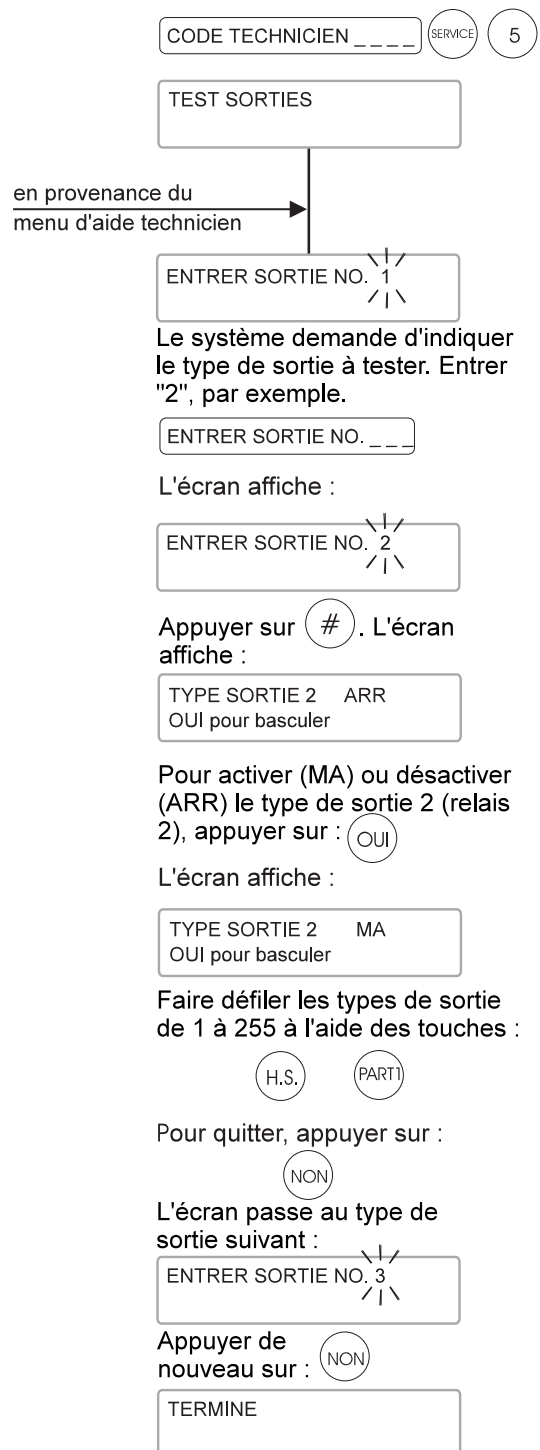 CODE TECHNICIEN _ _ _ _ SERVICE 5
TEST SORTIES
en provenance du
menu d'aide technicien
ENTRER SORTIE NO. 1
Le système demande d'indiquer
le type de sortie à tester. Entrer
"2", par exemple.
ENTRER SORTIE NO. _ _ _
L'écran affiche :
ENTRER SORTIE NO. 2
Appuyer sur #. L'écran
affiche :
TYPE SORTIE 2 ARR
OUI pour basculer
Pour activer (MA) ou désactiver
(ARR) le type de sortie 2 (relais
2), appuyer sur : OUI
L'écran affiche :
TYPE SORTIE 2 MA
OUI pour basculer
Faire défiler les types de sortie
de 1 à 255 à l'aide des touches :
H.S. PART1
Pour quitter, appuyer sur :
NON
L'écran passe au type de
sortie suivant :
ENTRER SORTIE NO. 3
Appuyer de
nouveau sur : NON
TERMINE